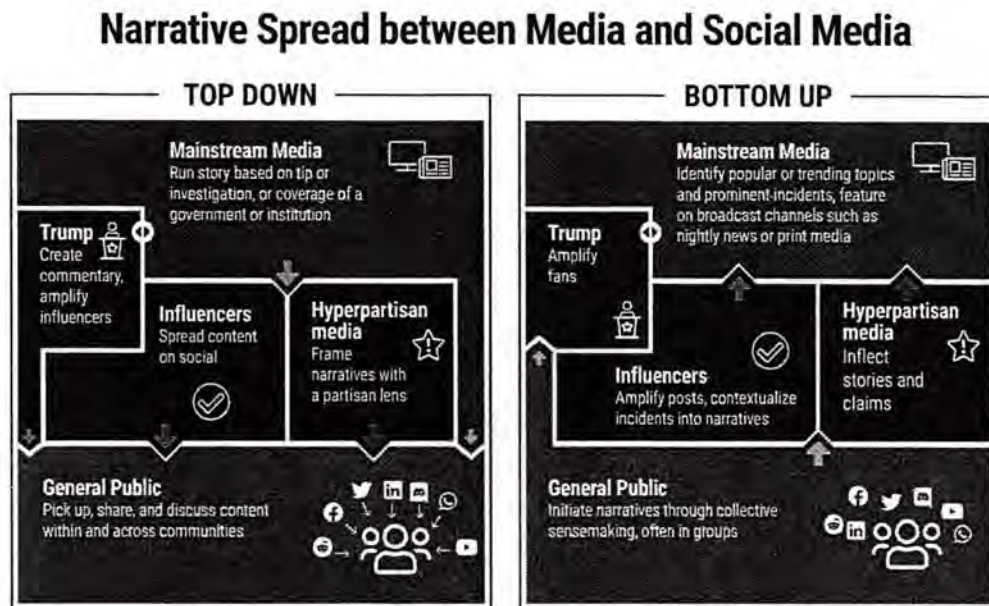 Narrative Spread between Media and Social Media
TOP DOWN
Mainstream Media
Run story based on tip or
investigation, or coverage of a
government or institution
Trump
Create
commentary,
amplify
influencers
Influencers
Spread content
on social
Hyperpartisan
media
Frame
narratives with
a partisan lens
General Public
Pick up, share, and discuss content
within and across communities
BOTTOM UP
Mainstream Media
Identify popular or trending topics
and prominent incidents, feature
on broadcast channels such as
nightly news or print media
Trump
Amplify
fans
Influencers
Amplify posts, contextualize
incidents into narratives
Hyperpartisan
media
Inflect
stories and
claims
General Public
Initiate narratives through collective
sensemaking, often in groups